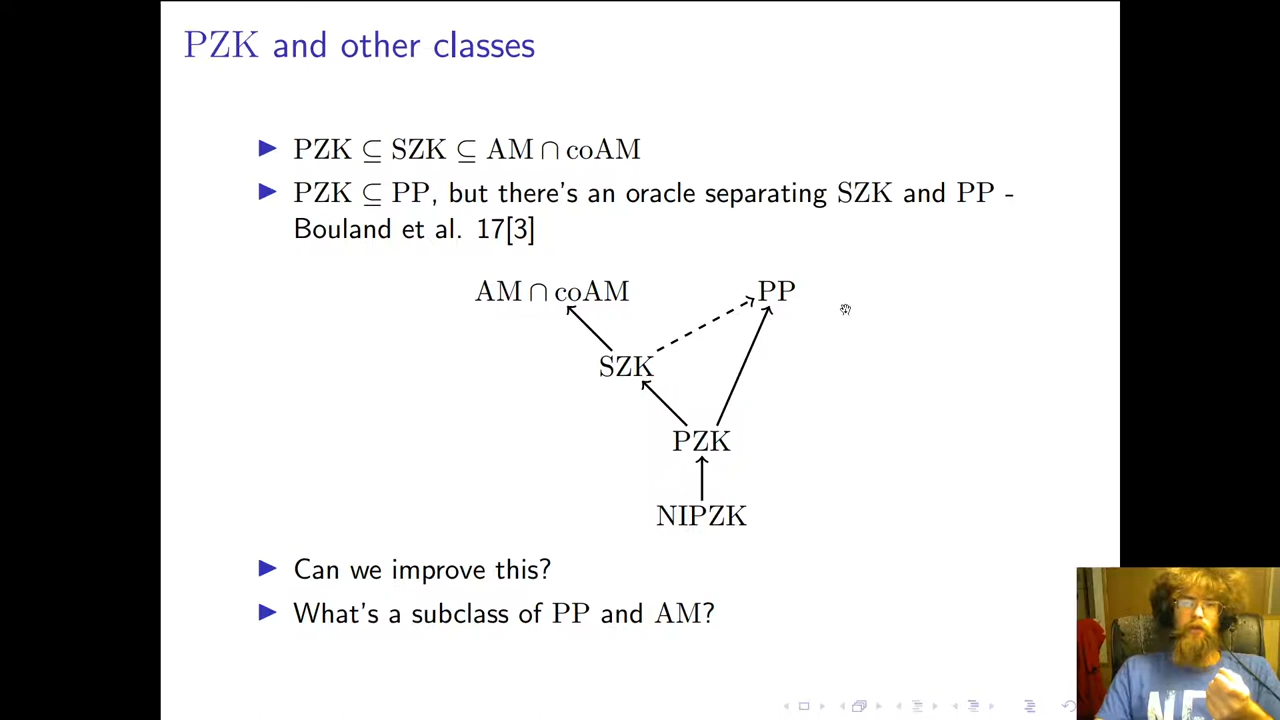 PZK and other classes
▶ PZK ⊆ SZK ⊆ AM ∩ coAM
▶ PZK ⊆ PP, but there's an oracle separating SZK and PP -
Bouland et al. 17[3]
AM ∩ coAM PP
SZK
PZK
NIPZK
▶ Can we improve this?
▶ What's a subclass of PP and AM?